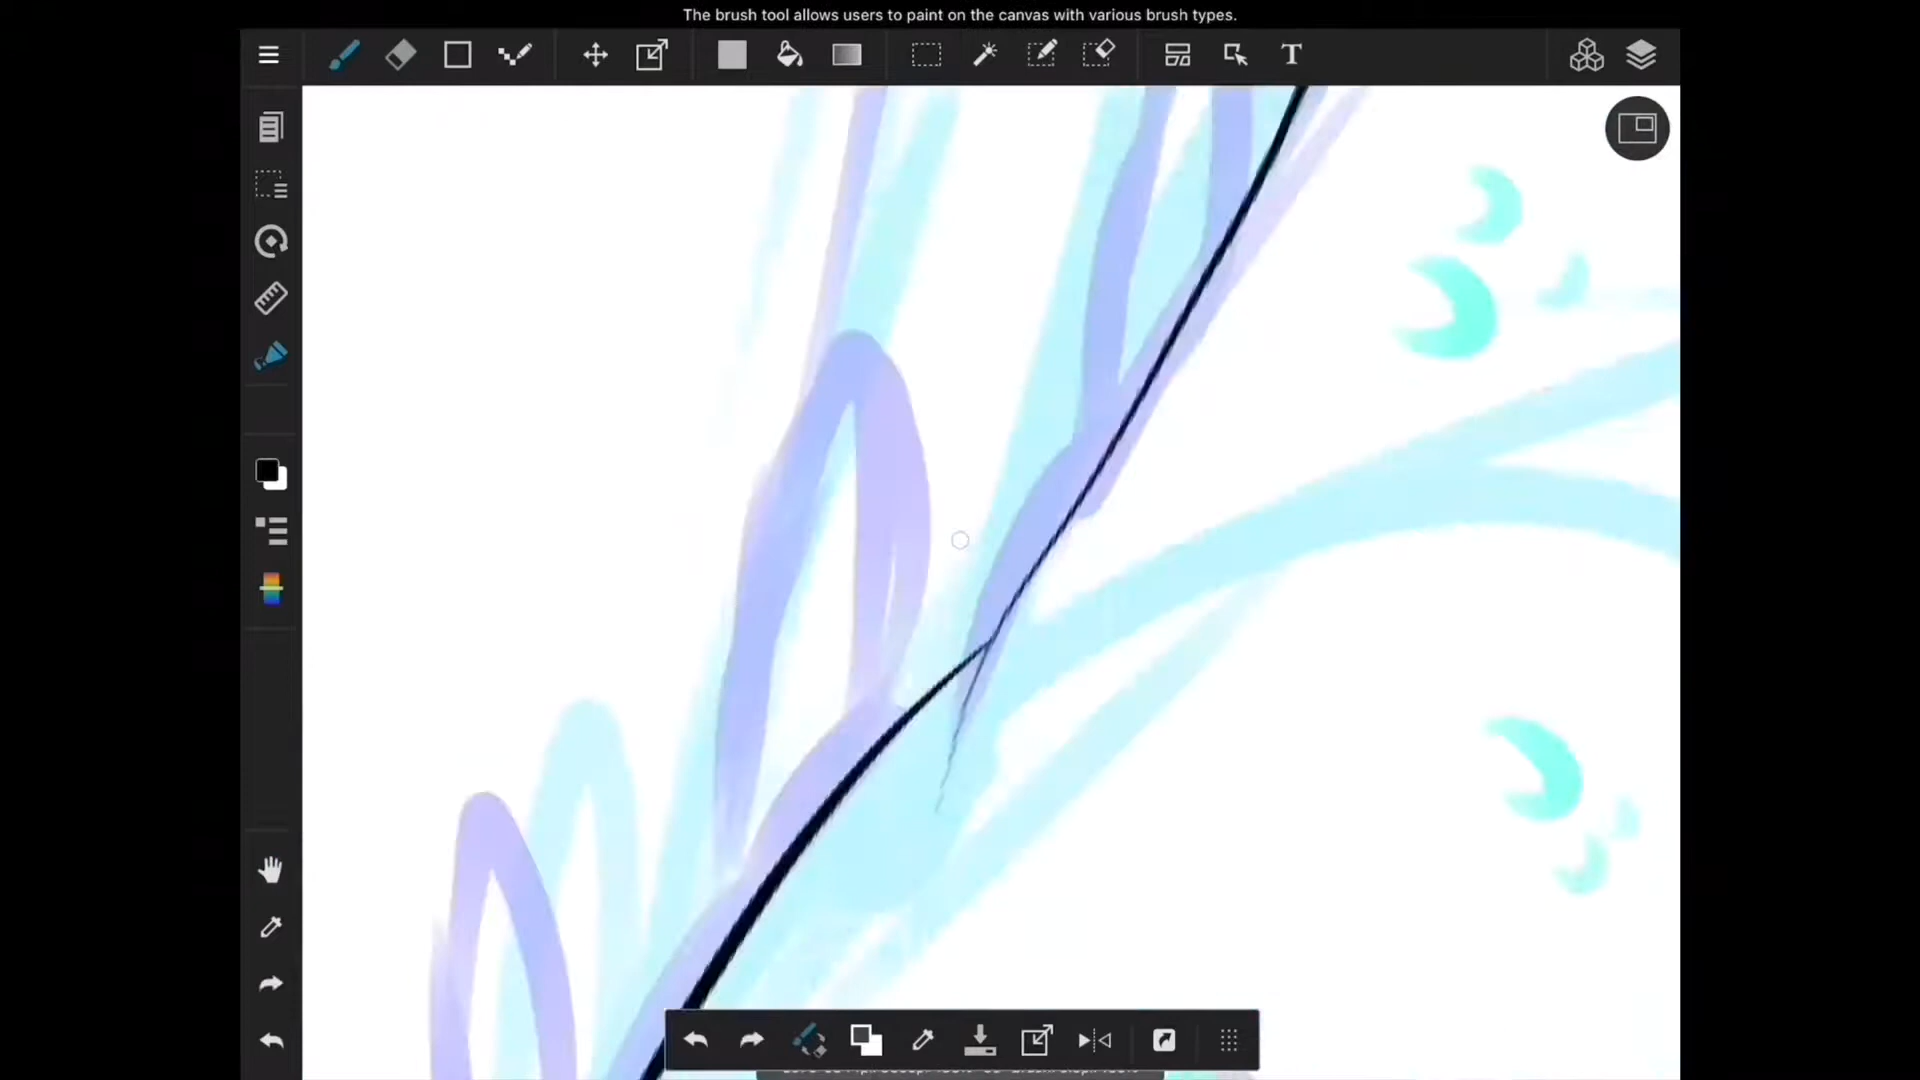 The brush tool allows users to paint on the canvas with various brush types.
T